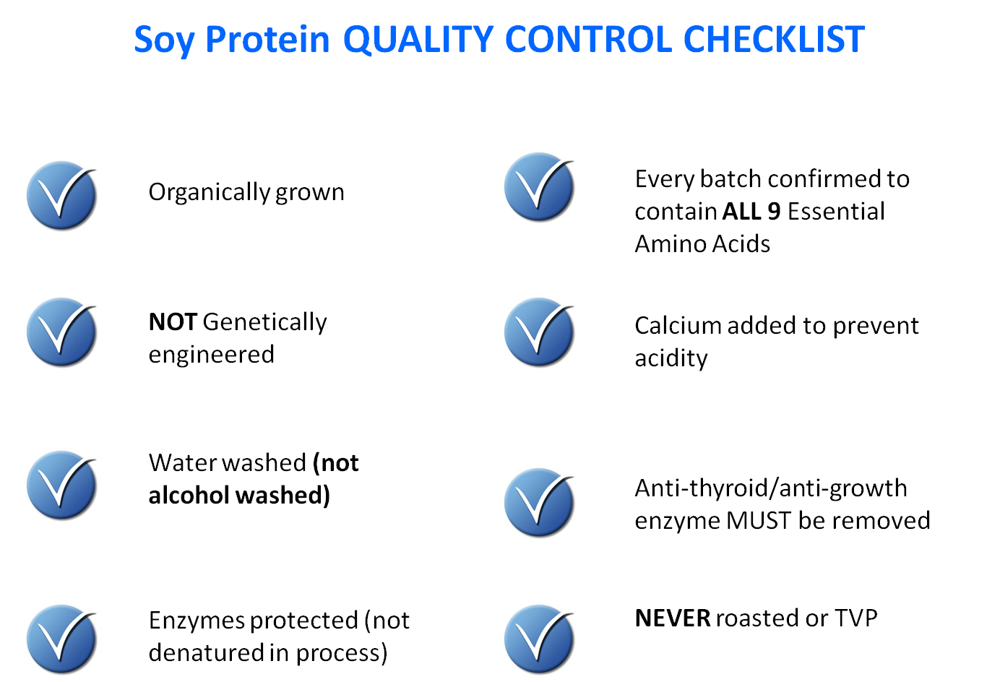 Soy Protein QUALITY CONTROL CHECKLIST
Organically grown
NOT Genetically
engineered
Water washed (not
alcohol washed)
Enzymes protected (not
denatured in process)
Every batch confirmed to
contain ALL 9 Essential
Amino Acids
Calcium added to prevent
acidity
Anti-thyroid/anti-growth
enzyme MUST be removed
NEVER roasted or TVP